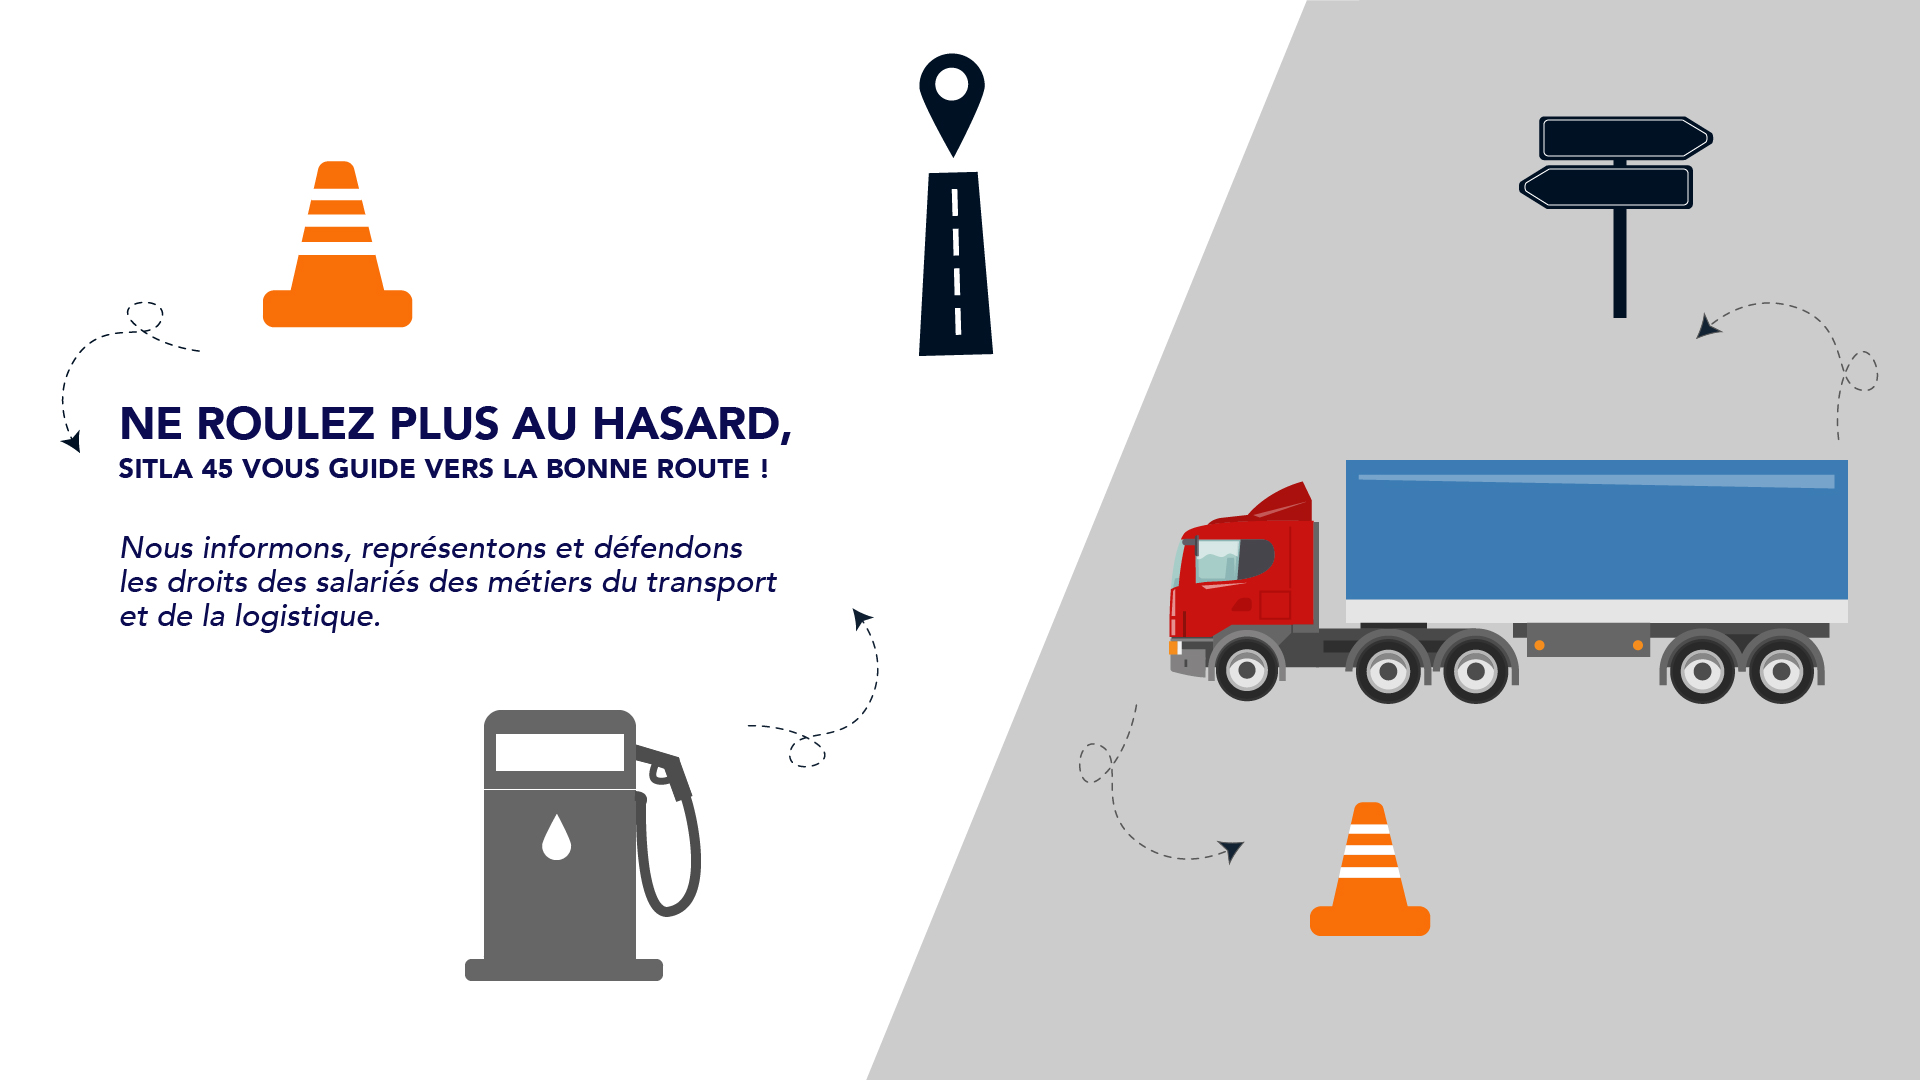 NE ROULEZ PLUS AU HASARD,
SITLA 45 VOUS GUIDE VERS LA BONNE ROUTE !
Nous informons, représentons et défendons
les droits des salariés des métiers du transport
et de la logistique.